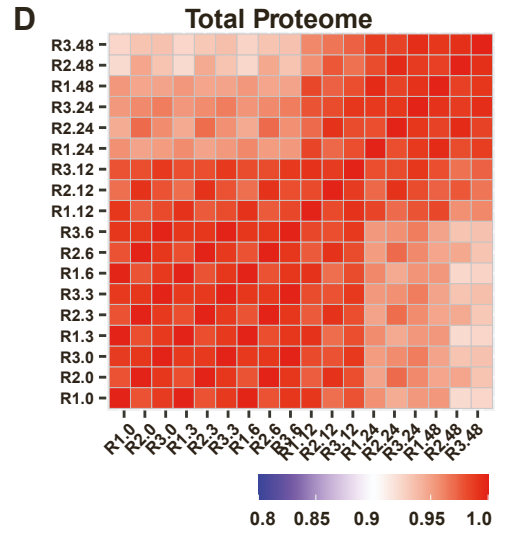 D
Total Proteome
R3.48
R2.48
R1.48
R3.24
R2.24
R1.24
R3.12
R2.12
R1.12
R3.6
R2.6
R1.6
R3.3
R2.3
R1.3
R3.0
R2.0
R1.0
R1.0 R2.0 R3.0 R1.3 R2.3 R3.3 R1.6 R2.6 R3.6 R1.12 R2.12 R3.12 R1.24 R2.24 R3.24 R1.48 R2.48 R3.48
0.8 0.85 0.9 0.95 1.0